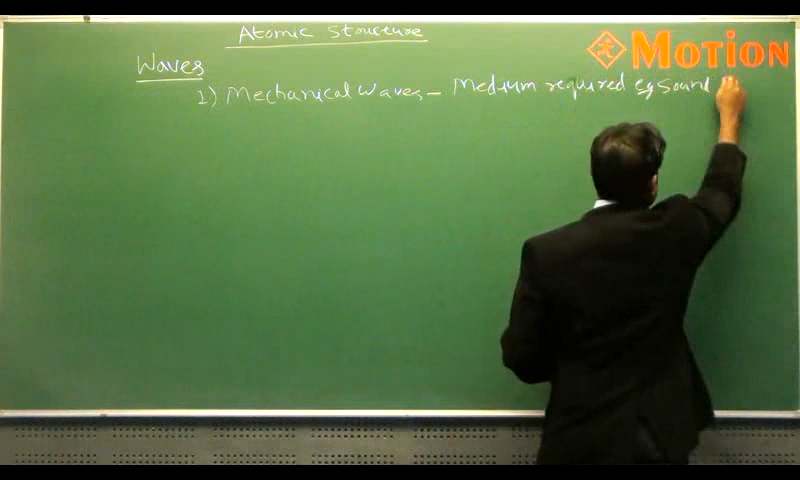 Atomic Structure
MOTiON
Waves
1) Mechanical Waves – Medium required eg Sound